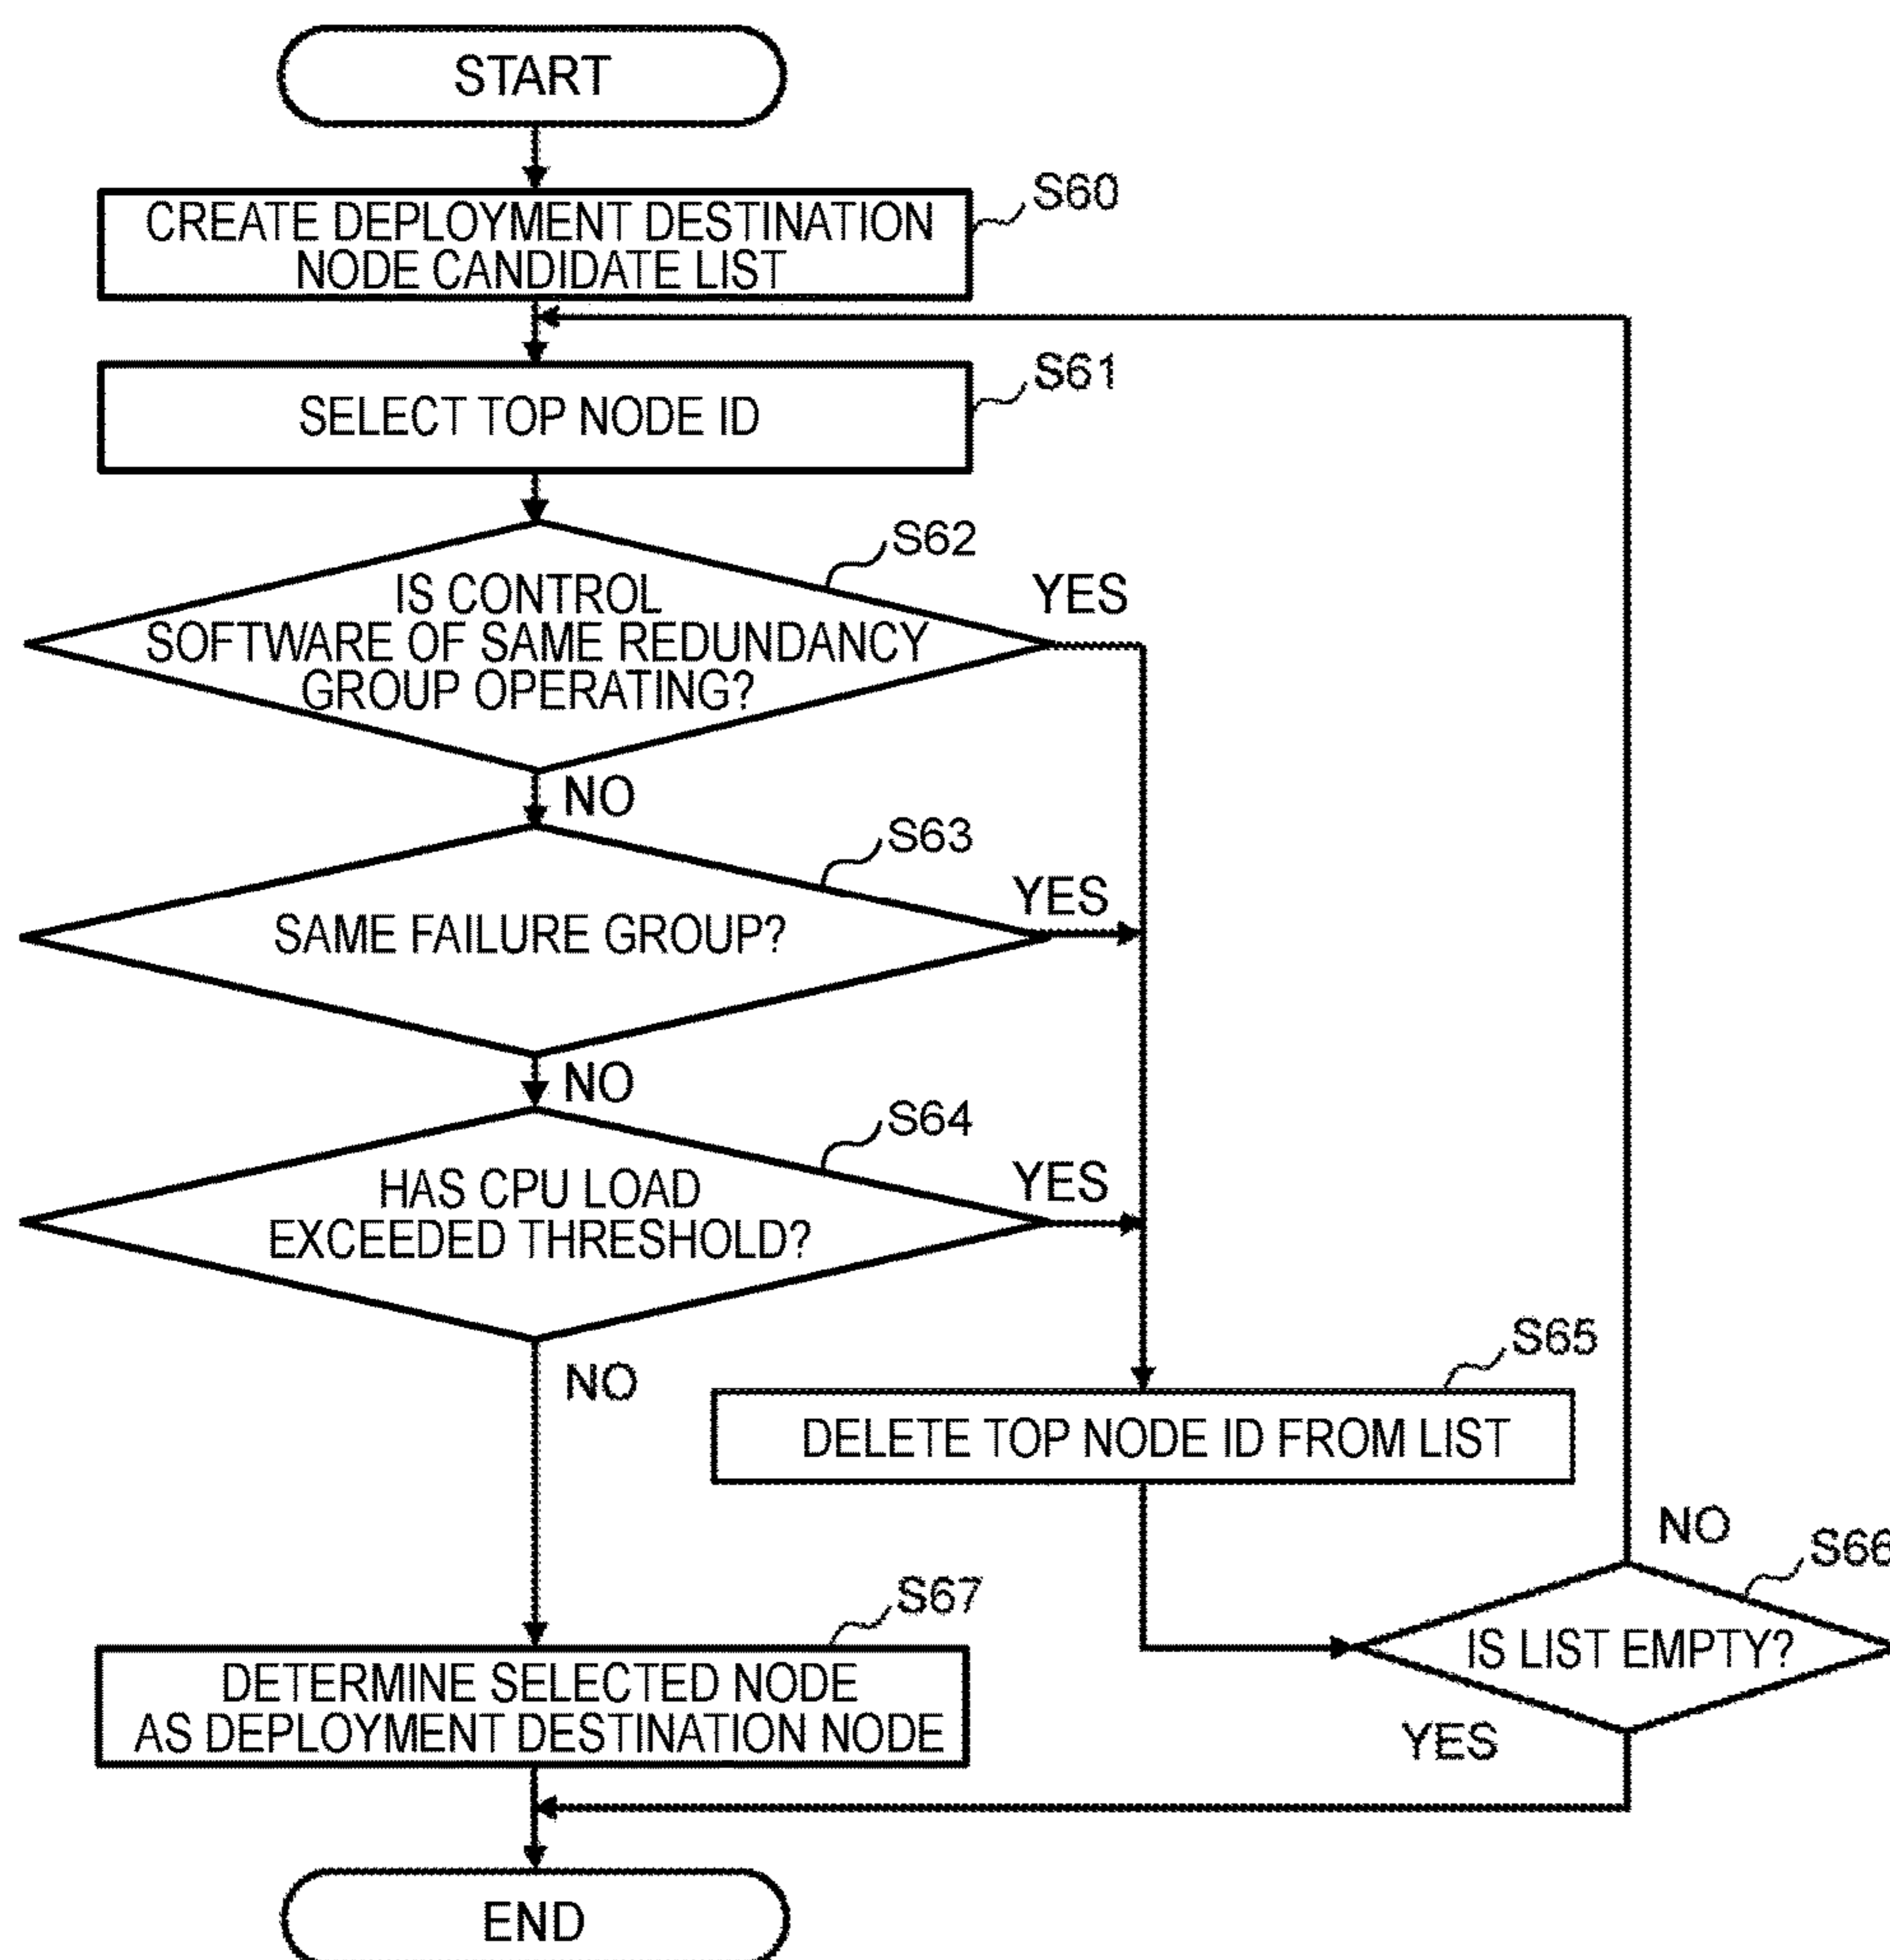 START
S60
CREATE DEPLOYMENT DESTINATION
NODE CANDIDATE LIST
S61
SELECT TOP NODE ID
S62
IS CONTROL
SOFTWARE OF SAME REDUNDANCY
GROUP OPERATING?
YES
NO
S63
SAME FAILURE GROUP?
YES
NO
S64
HAS CPU LOAD
EXCEEDED THRESHOLD?
YES
NO
S65
DELETE TOP NODE ID FROM LIST
NO
S66
IS LIST EMPTY?
YES
S67
DETERMINE SELECTED NODE
AS DEPLOYMENT DESTINATION NODE
END